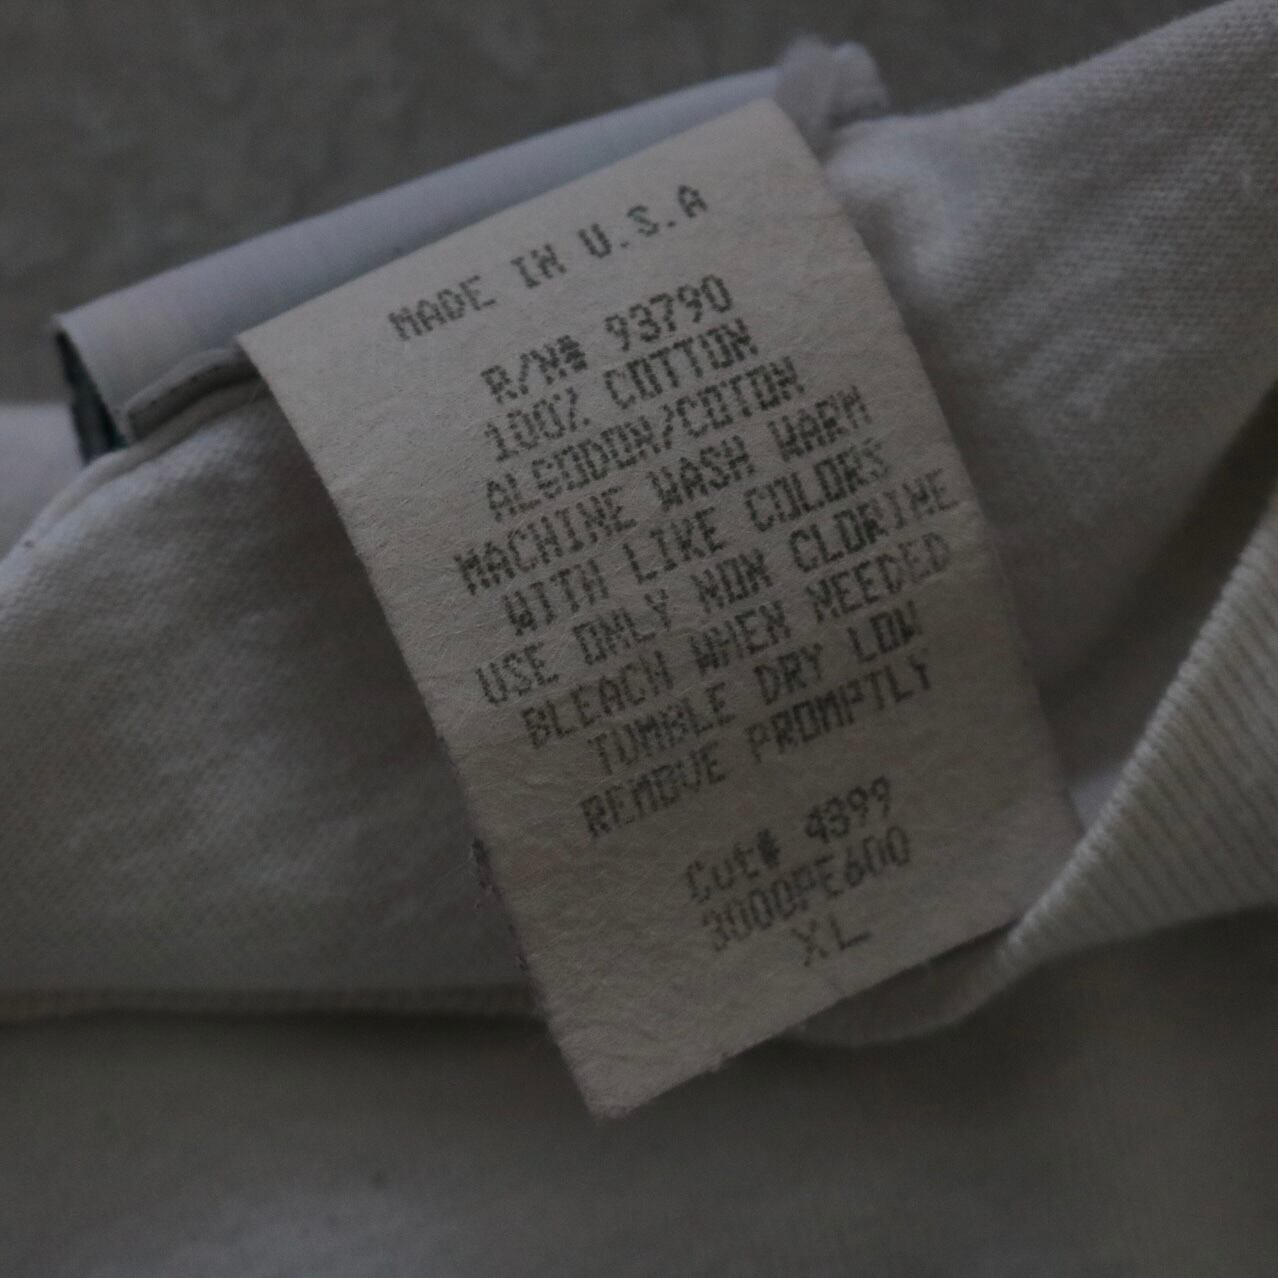 MADE IN U.S.A
R/N# 93790
100% COTTON
ALGODON/COTON
MACHINE WASH WARM
WITH LIKE COLORS
USE ONLY NON CLORINE
BLEACH WHEN NEEDED
TUMBLE DRY LOW
REMOVE PROMPTLY
Cut# 4399
3000PE600
XL